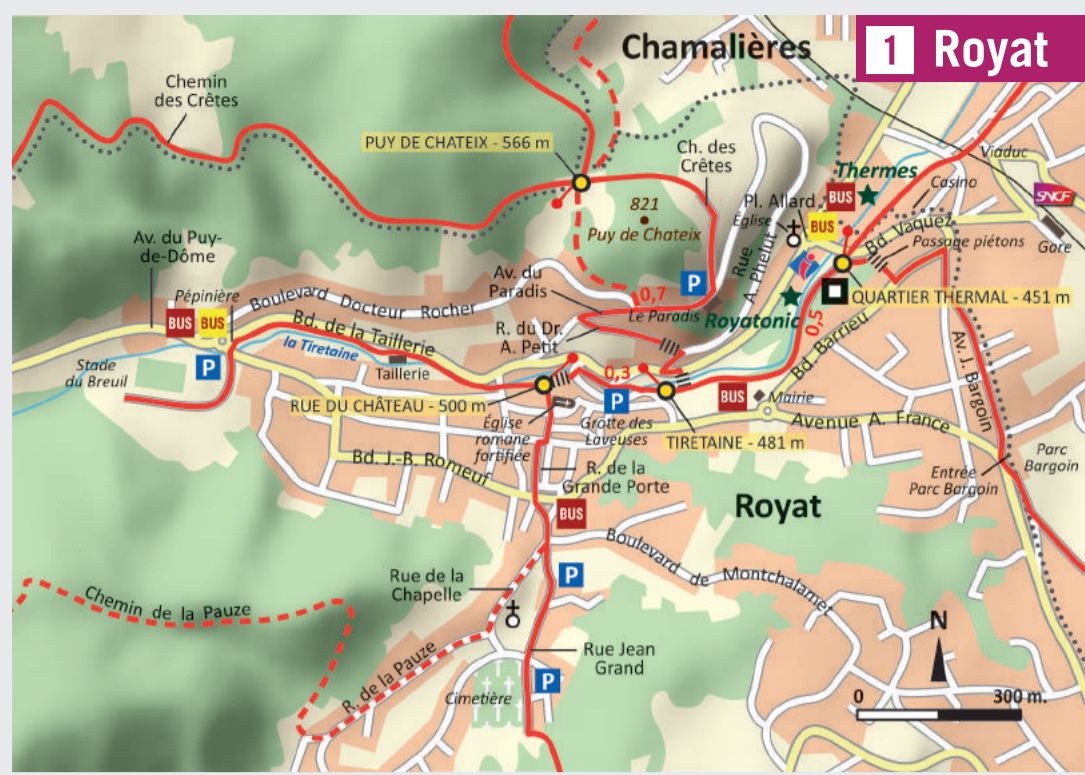 1 Royat
Chamalières
Chemin
des Crêtes
PUY DE CHATEIX - 566 m
Ch. des
Crêtes
Viaduc
Thermes
Casino
BUS
SNCF
Pl. Allard
Église
BUS
821
Puy de Chateix
Bd. Vaquez
Passage piétons
Gare
Av. du Puy-
de-Dôme
Rue
A. Phelut
Av. du
Paradis
P
0,7
Le Paradis
Royatonic
QUARTIER THERMAL - 451 m
Pépinière
Boulevard Docteur Rocher
BUS
BUS
Bd. de la Taillerie
R. du Dr.
A. Petit
0,5
Bd. Barrieu
Av. J. Bargoin
la Tiretaine
Stade
du Breuil
P
Taillerie
0,3
RUE DU CHÂTEAU - 500 m
P
BUS
Mairie
Église
romane
fortifiée
Grotte des
Laveuses
TIRETAINE - 481 m
Avenue A. France
Bd. J.-B. Romeuf
R. de la
Grande Porte
Entrée
Parc Bargoin
Parc
Bargoin
Royat
BUS
Boulevard de Montchalamet
Rue de la
Chapelle
P
Chemin de la Pauze
N
R. de la Pauze
Rue Jean
Grand
P
Cimetière
0 300 m.